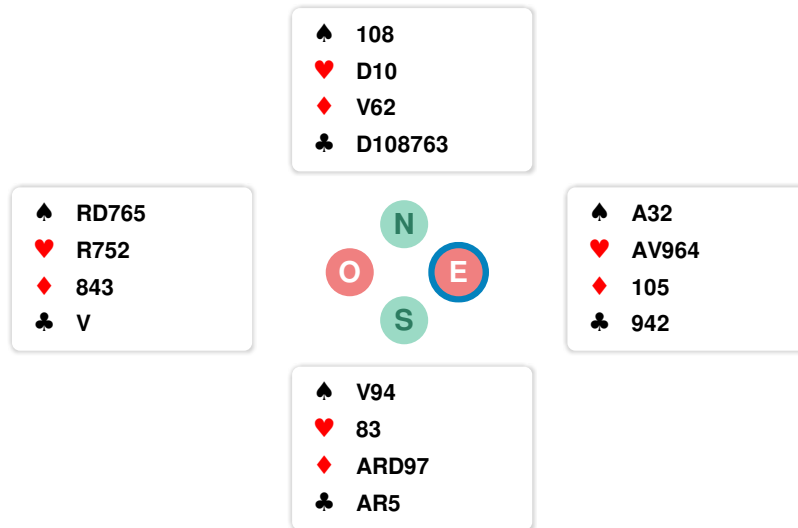 ♠ 108
♥ D10
♦ V62
♣ D108763
♠ RD765
♥ R752
♦ 843
♣ V
N
O
E
S
♠ A32
♥ AV964
♦ 105
♣ 942
♠ V94
♥ 83
♦ ARD97
♣ AR5